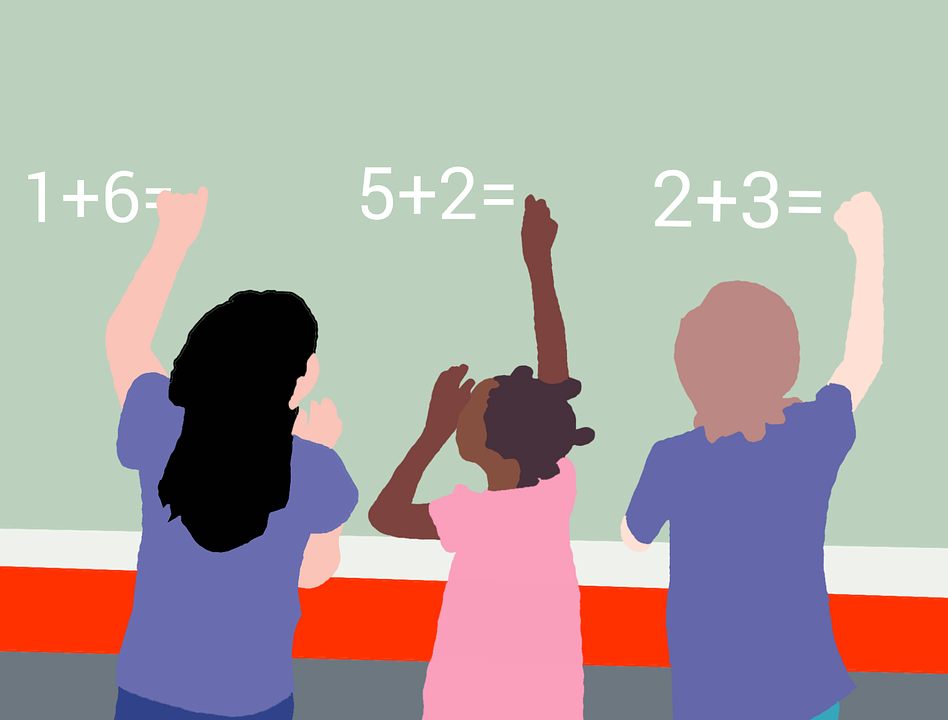 1+6= 5+2= 2+3=